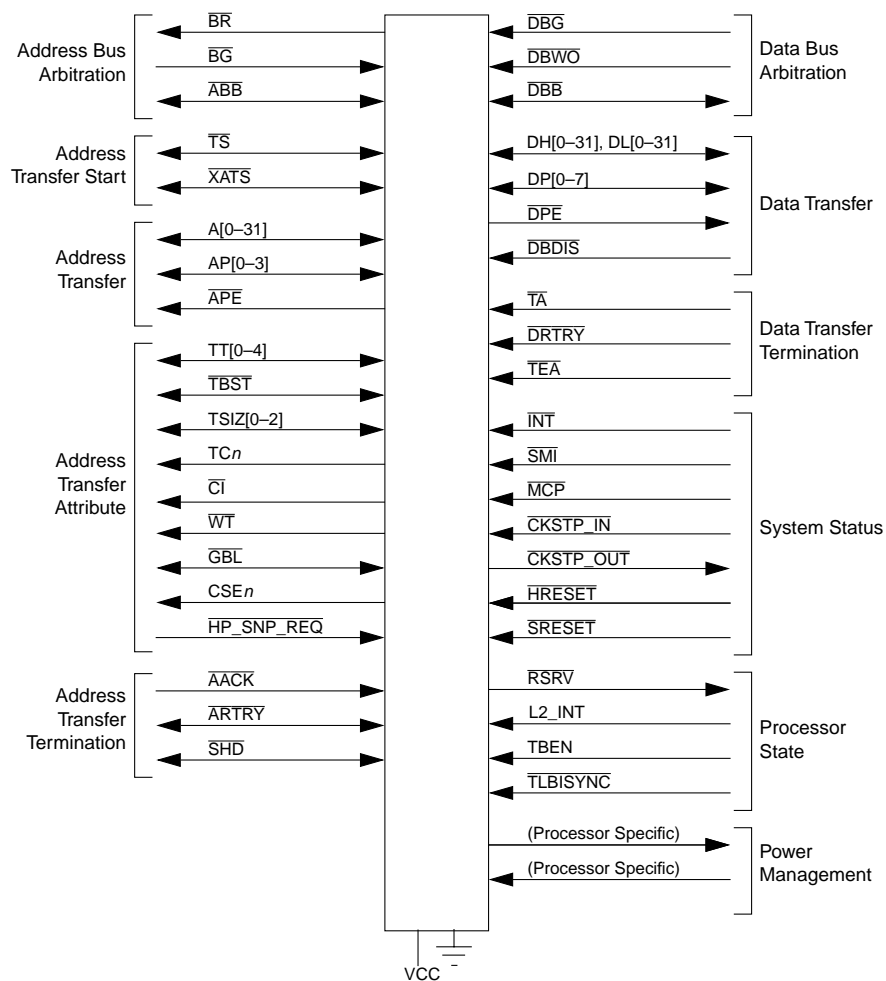 Address Bus
Arbitration
BR
BG
ABB
Address
Transfer Start
TS
XATS
Address
Transfer
A[0–31]
AP[0–3]
APE
Address
Transfer
Attribute
TT[0–4]
TBST
TSIZ[0–2]
TCn
CI
WT
GBL
CSEn
HP_SNP_REQ
Address
Transfer
Termination
AACK
ARTRY
SHD
DBG
DBWO
DBB
Data Bus
Arbitration
DH[0–31], DL[0–31]
DP[0–7]
DPE
DBDIS
Data Transfer
TA
DRTRY
TEA
Data Transfer
Termination
INT
SMI
MCP
CKSTP_IN
CKSTP_OUT
HRESET
SRESET
System Status
RSRV
L2_INT
TBEN
TLBISYNC
Processor
State
(Processor Specific)
(Processor Specific)
Power
Management
VCC